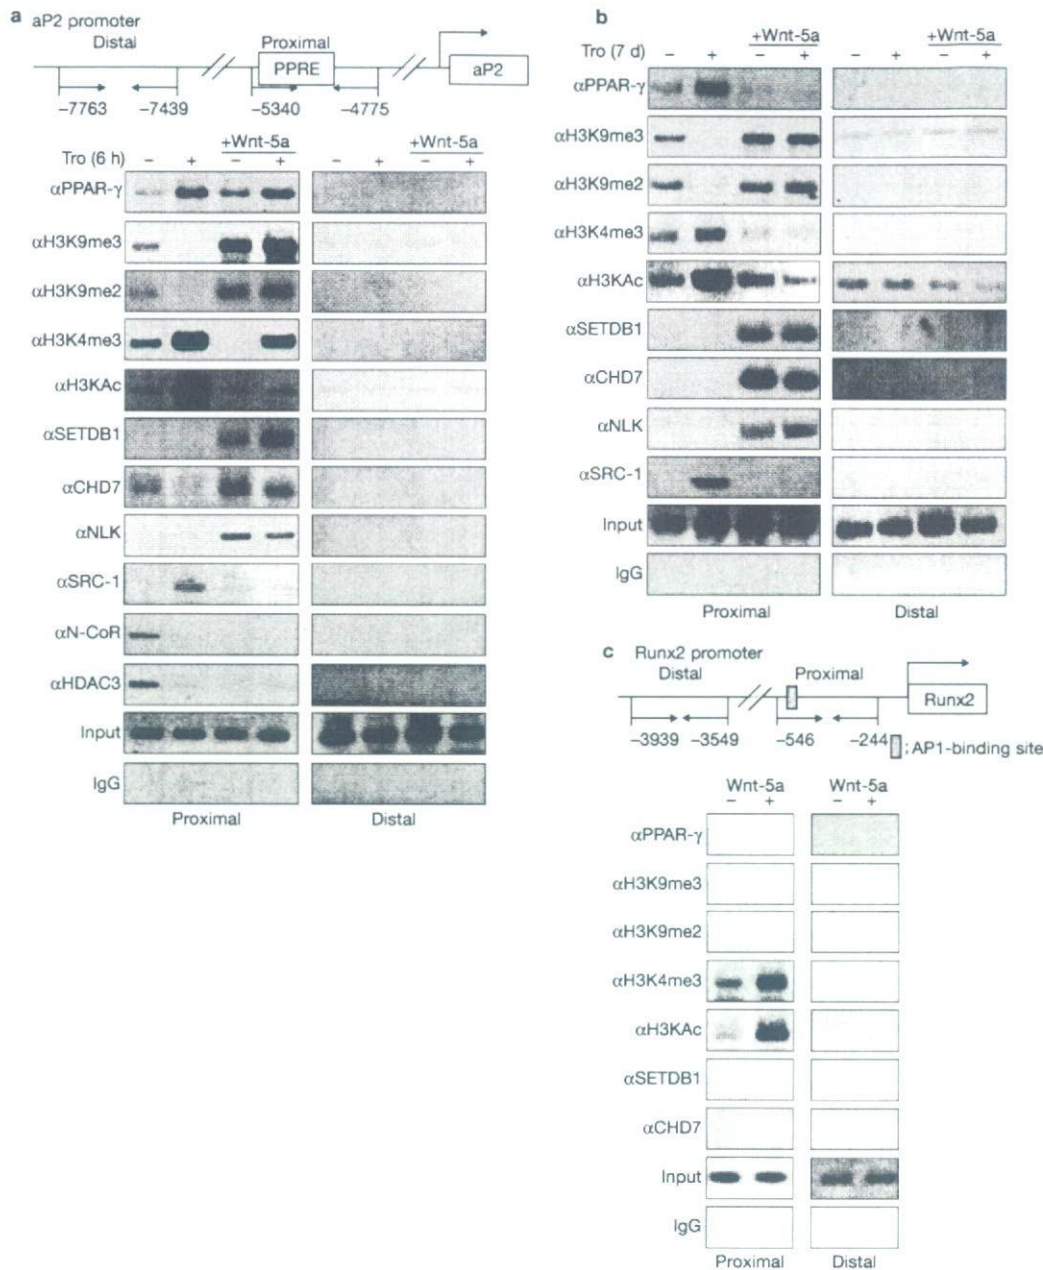 a aP2 promoter
Distal
Proximal
PPRE
aP2
–7763
–7439
–5340
–4775
+Wnt-5a
+Wnt-5a
Tro (6 h) – + – + – + – +
αPPAR-γ
αH3K9me3
αH3K9me2
αH3K4me3
αH3KAc
αSETDB1
αCHD7
αNLK
αSRC-1
αN-CoR
αHDAC3
Input
IgG
Proximal
Distal
b
+Wnt-5a
+Wnt-5a
Tro (7 d) – + – + – + – +
αPPAR-γ
αH3K9me3
αH3K9me2
αH3K4me3
αH3KAc
αSETDB1
αCHD7
αNLK
αSRC-1
Input
IgG
Proximal
Distal
c Runx2 promoter
Distal
Proximal
Runx2
–3939
–3549
–546
–244
; AP1-binding site
Wnt-5a
Wnt-5a
– + – +
αPPAR-γ
αH3K9me3
αH3K9me2
αH3K4me3
αH3KAc
αSETDB1
αCHD7
Input
IgG
Proximal
Distal